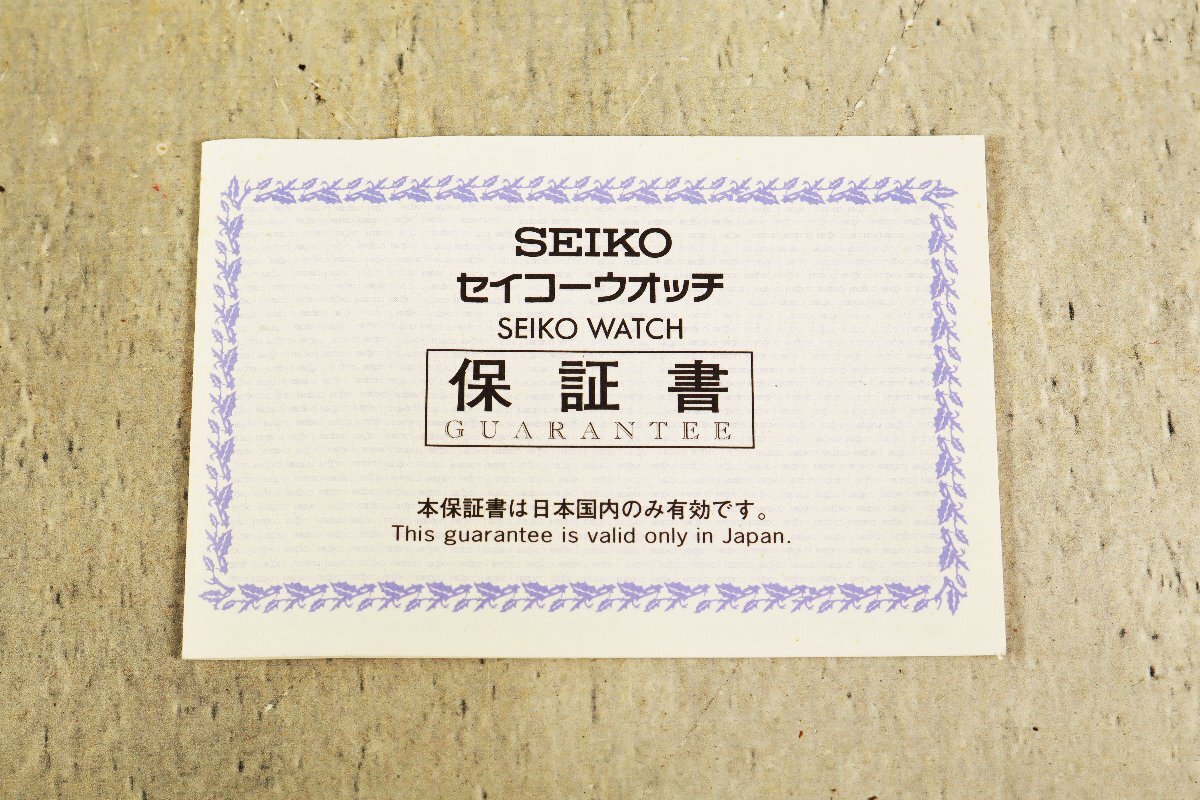 SEIKO
セイコーウオッチ
SEIKO WATCH
保証書
GUARANTEE
本保証書は日本国内のみ有効です。
This guarantee is valid only in Japan.